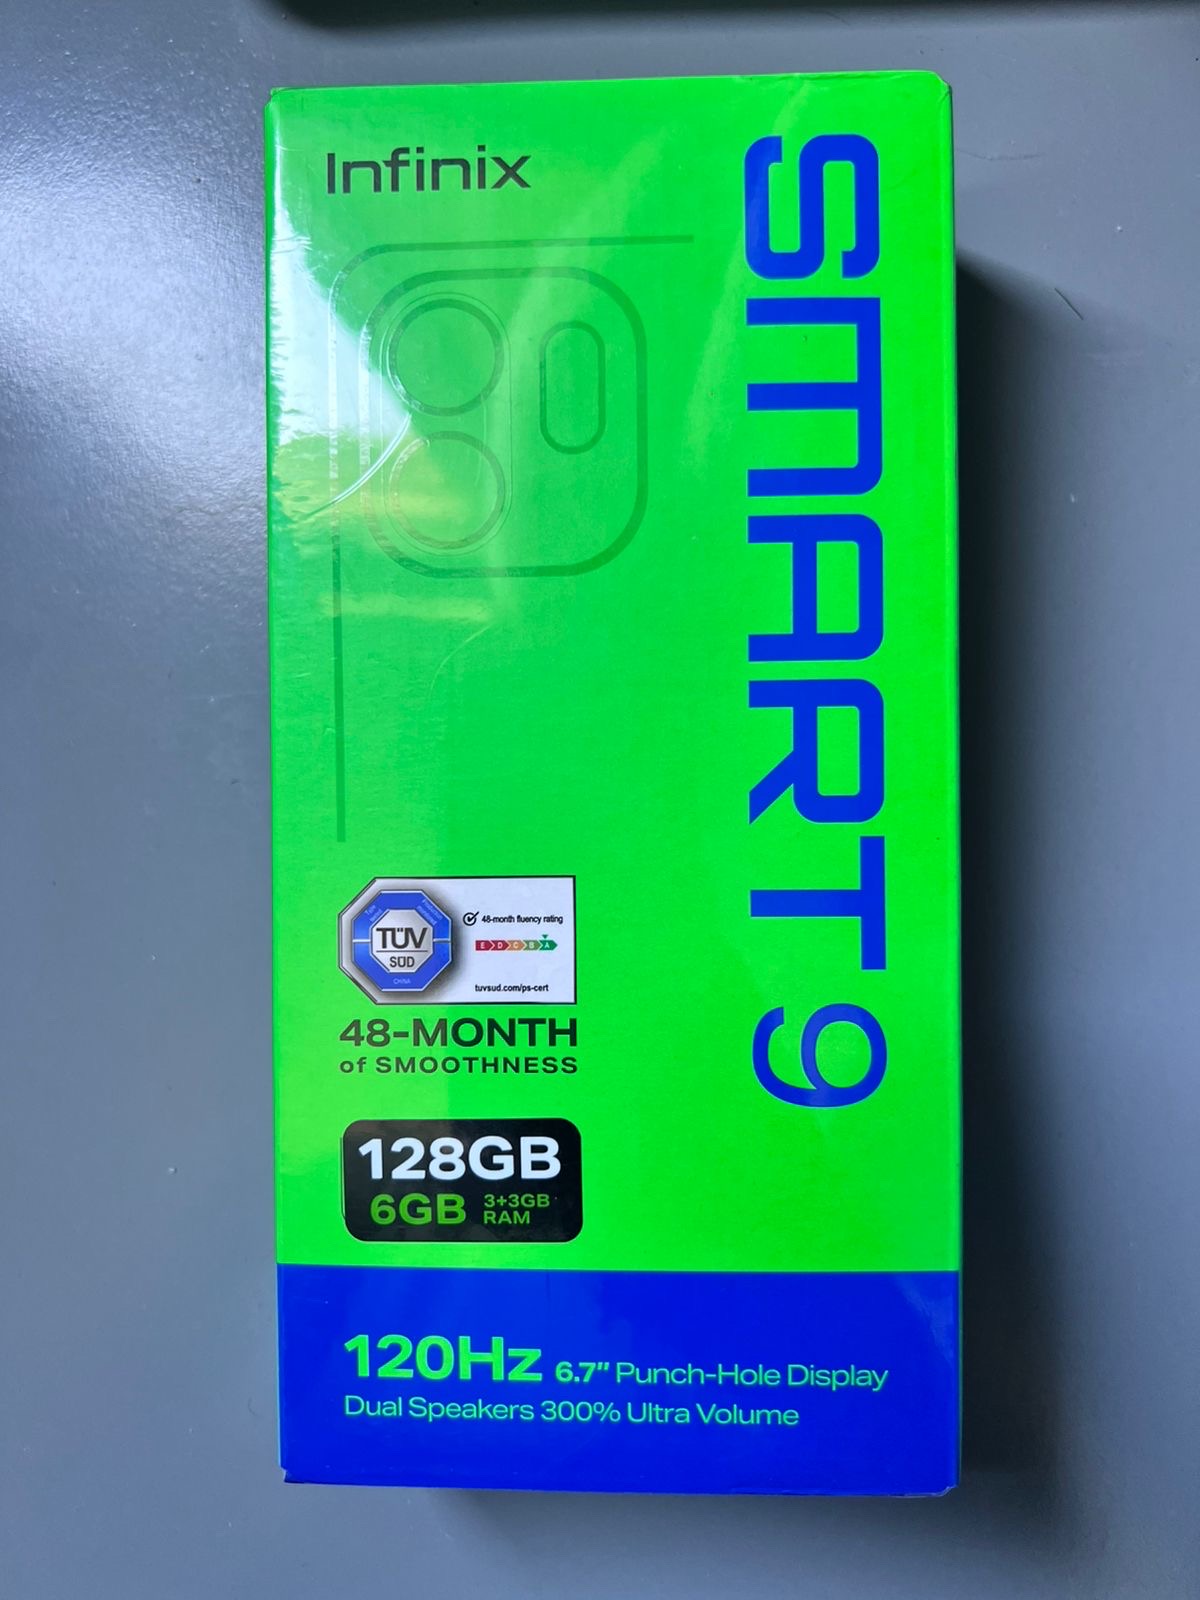 Infinix
SMART 9
TÜV
SÜD
CHINA
48-month fluency rating
E D C B A
tuvsud.com/ps-cert
48-MONTH
of SMOOTHNESS
128GB
6GB 3+3GB
RAM
120Hz 6.7" Punch-Hole Display
Dual Speakers 300% Ultra Volume